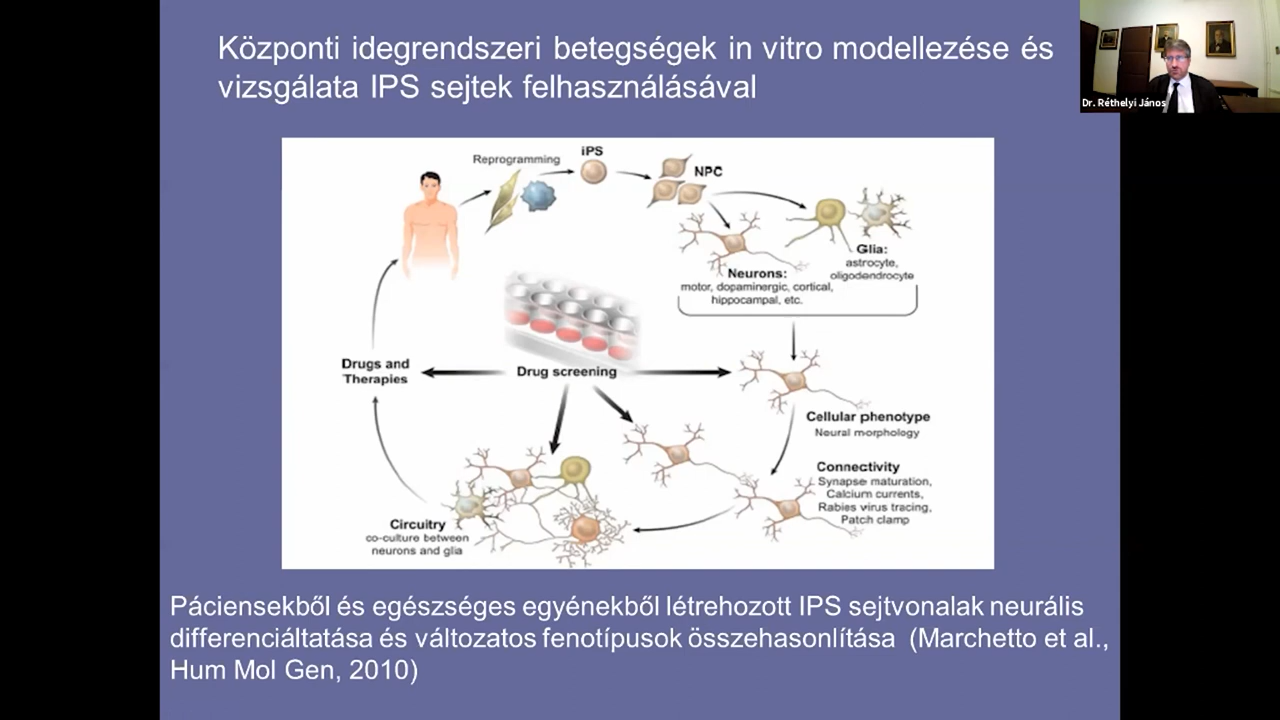 Központi idegrendszeri betegségek in vitro modellezése és
vizsgálata IPS sejtek felhasználásával
Dr. Réthelyi János
Reprogramming
iPS
NPC
Glia:
astrocyte,
oligodendrocyte
Neurons:
motor, dopaminergic, cortical,
hippocampal, etc.
Drugs and
Therapies
Drug screening
Cellular phenotype
Neural morphology
Connectivity
Synapse maturation,
Calcium currents,
Rabies virus tracing,
Patch clamp
Circuitry
co-culture between
neurons and glia
Páciensekből és egészséges egyénekből létrehozott IPS sejtvonalak neurális
differenciáltatása és változatos fenotípusok összehasonlítása (Marchetto et al.,
Hum Mol Gen, 2010)